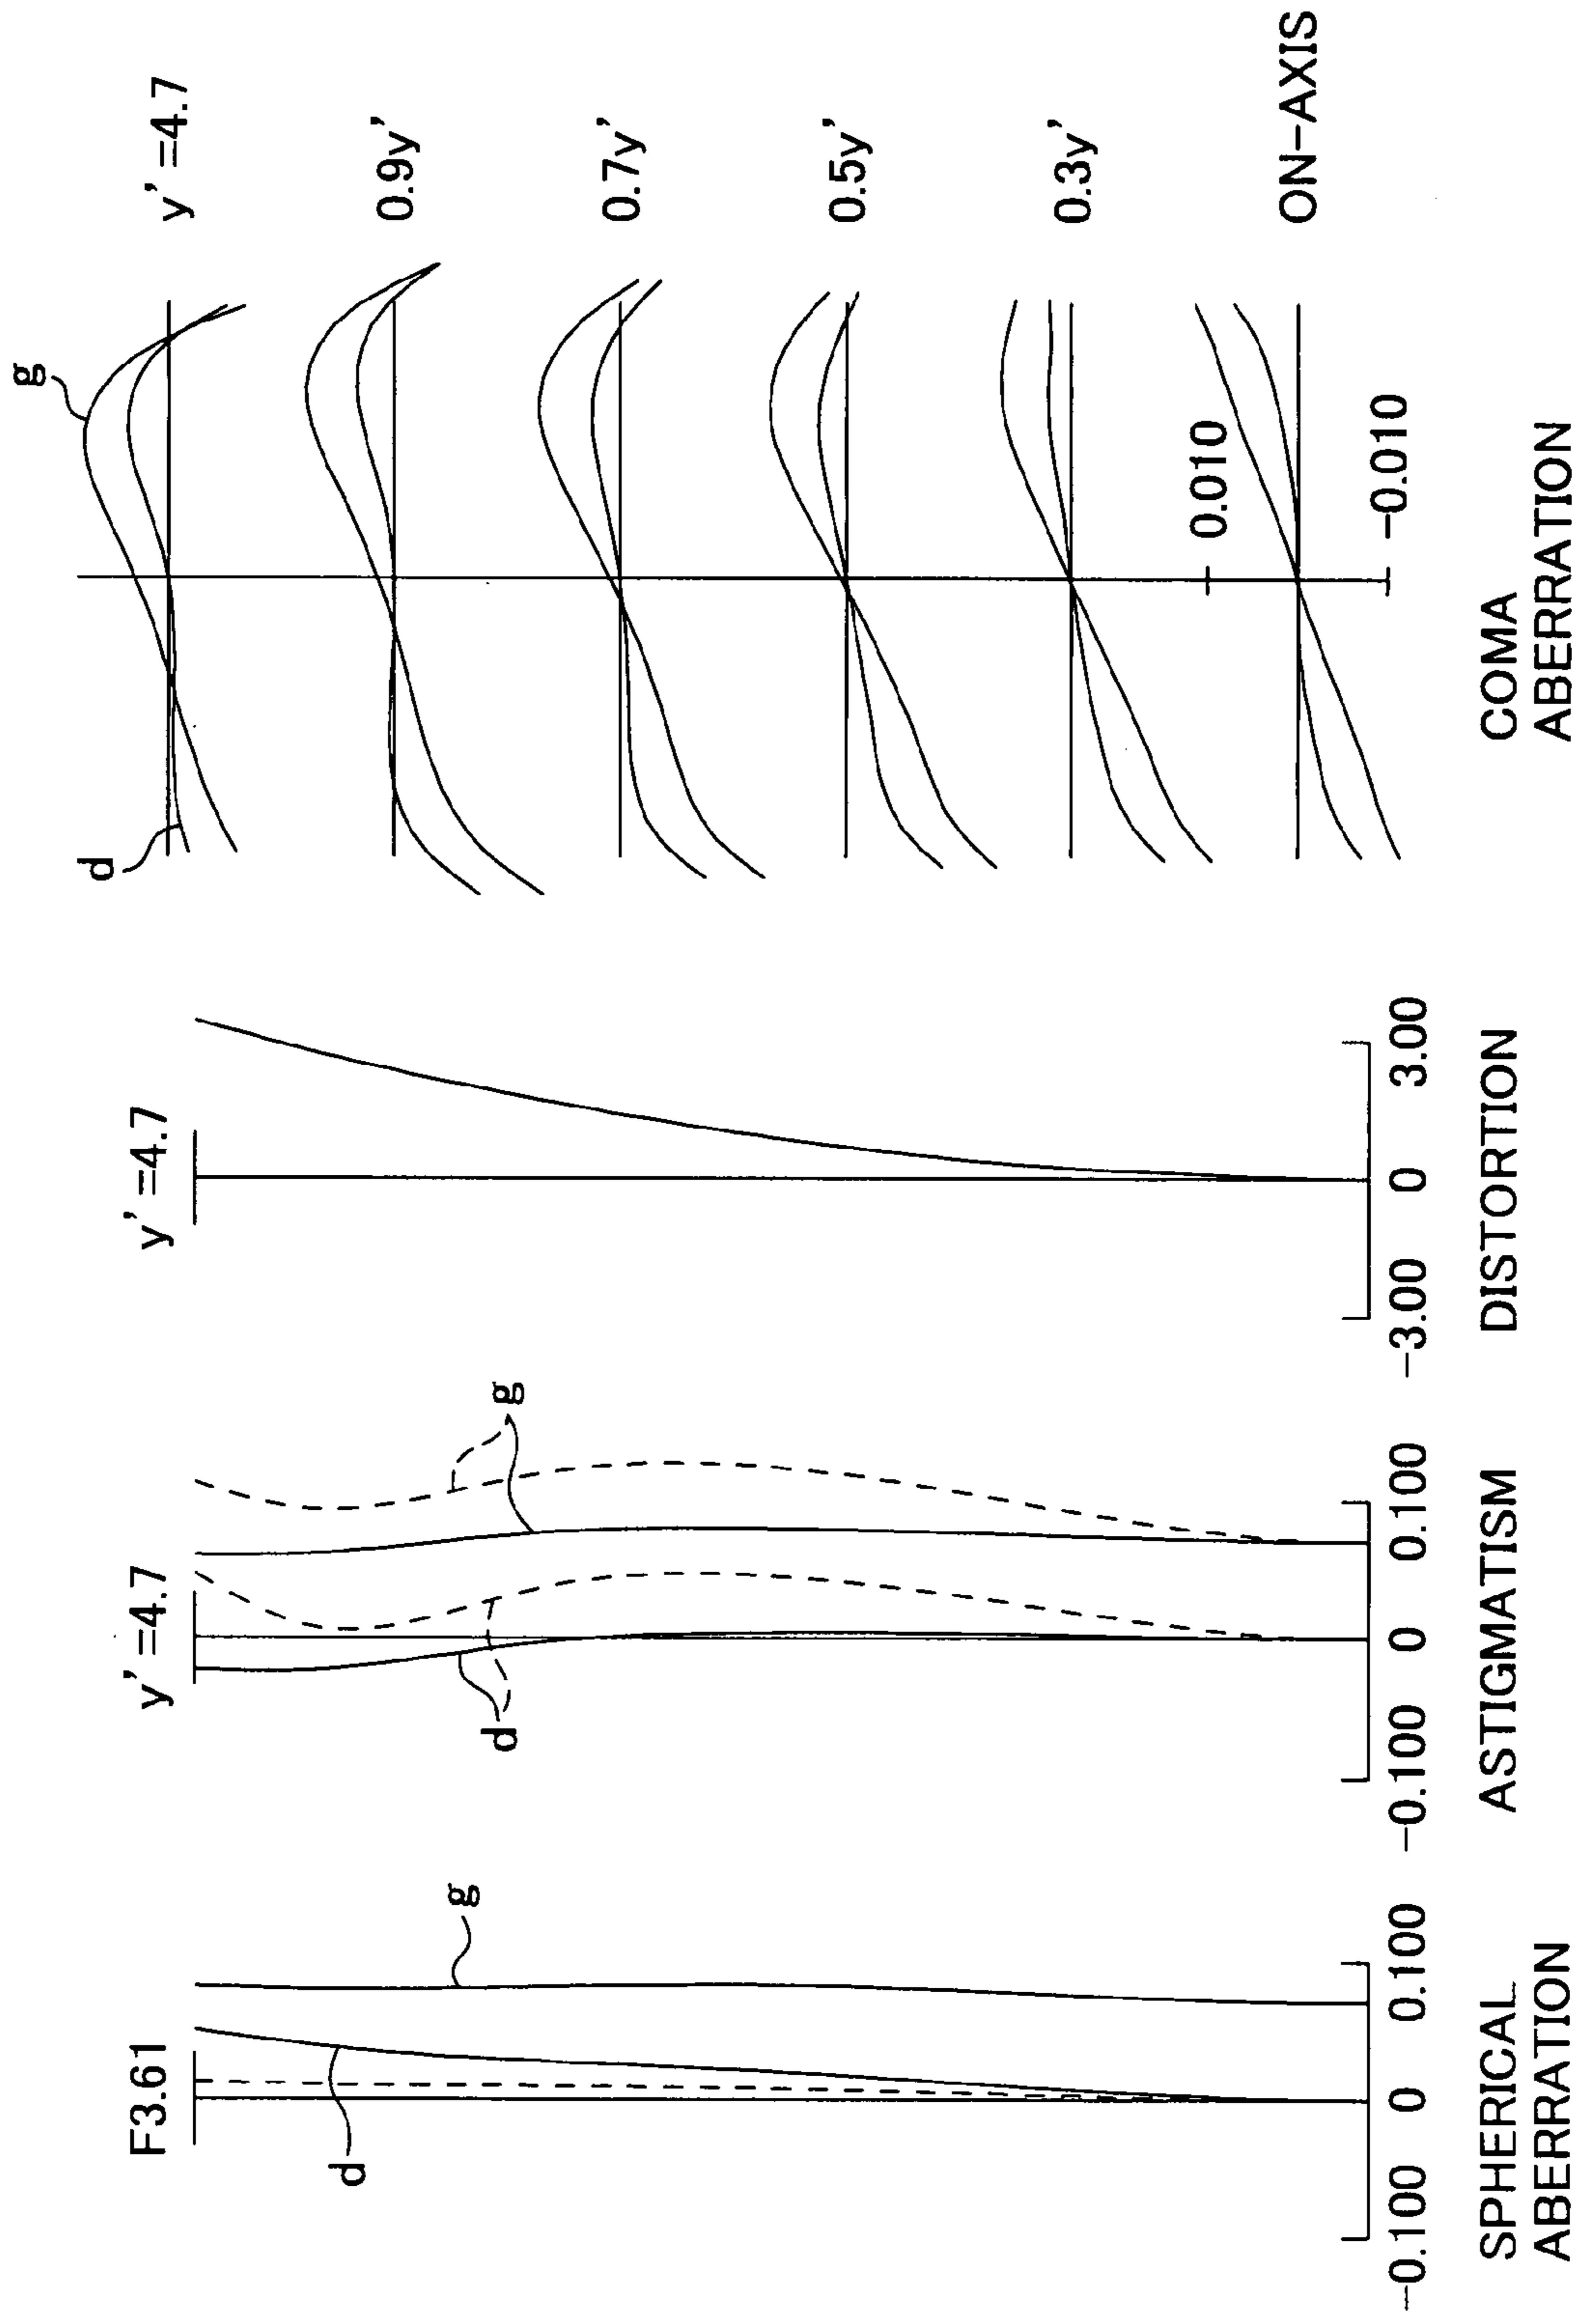 F3.61
d
g
-0.100
0
0.100
SPHERICAL
ABERRATION
y'=4.7
d
g
-0.100
0
0.100
ASTIGMATISM
y'=4.7
-3.00
0
3.00
DISTORTION
d
g
y'=4.7
0.9y'
0.7y'
0.5y'
0.3y'
ON-AXIS
0.010
-0.010
COMA
ABERRATION